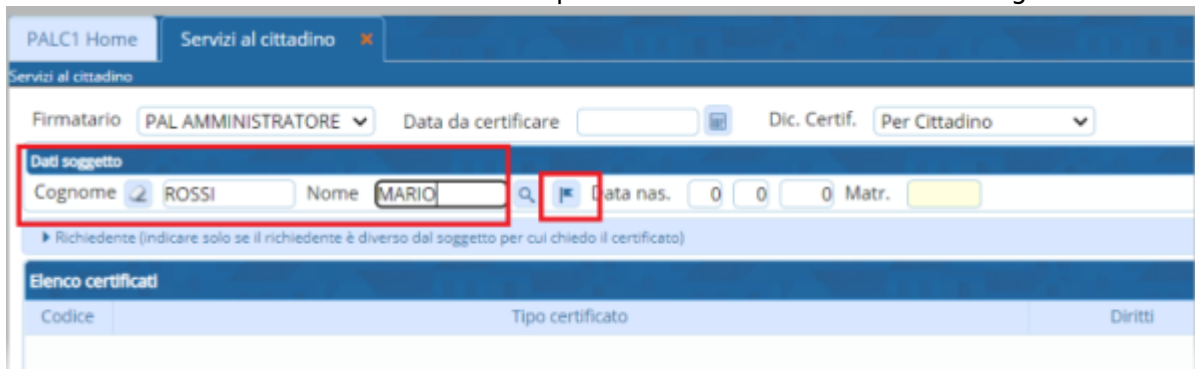 PALC1 Home Servizi al cittadino ×
Servizi al cittadino
Firmatario PAL AMMINISTRATORE Data da certificare Dic. Certif. Per Cittadino
Dati soggetto
Cognome ROSSI Nome MARIO Data nas. 0 0 0 Matr.
Richiedente (indicare solo se il richiedente è diverso dal soggetto per cui chiedo il certificato)
Elenco certificati
Codice Tipo certificato Diritti